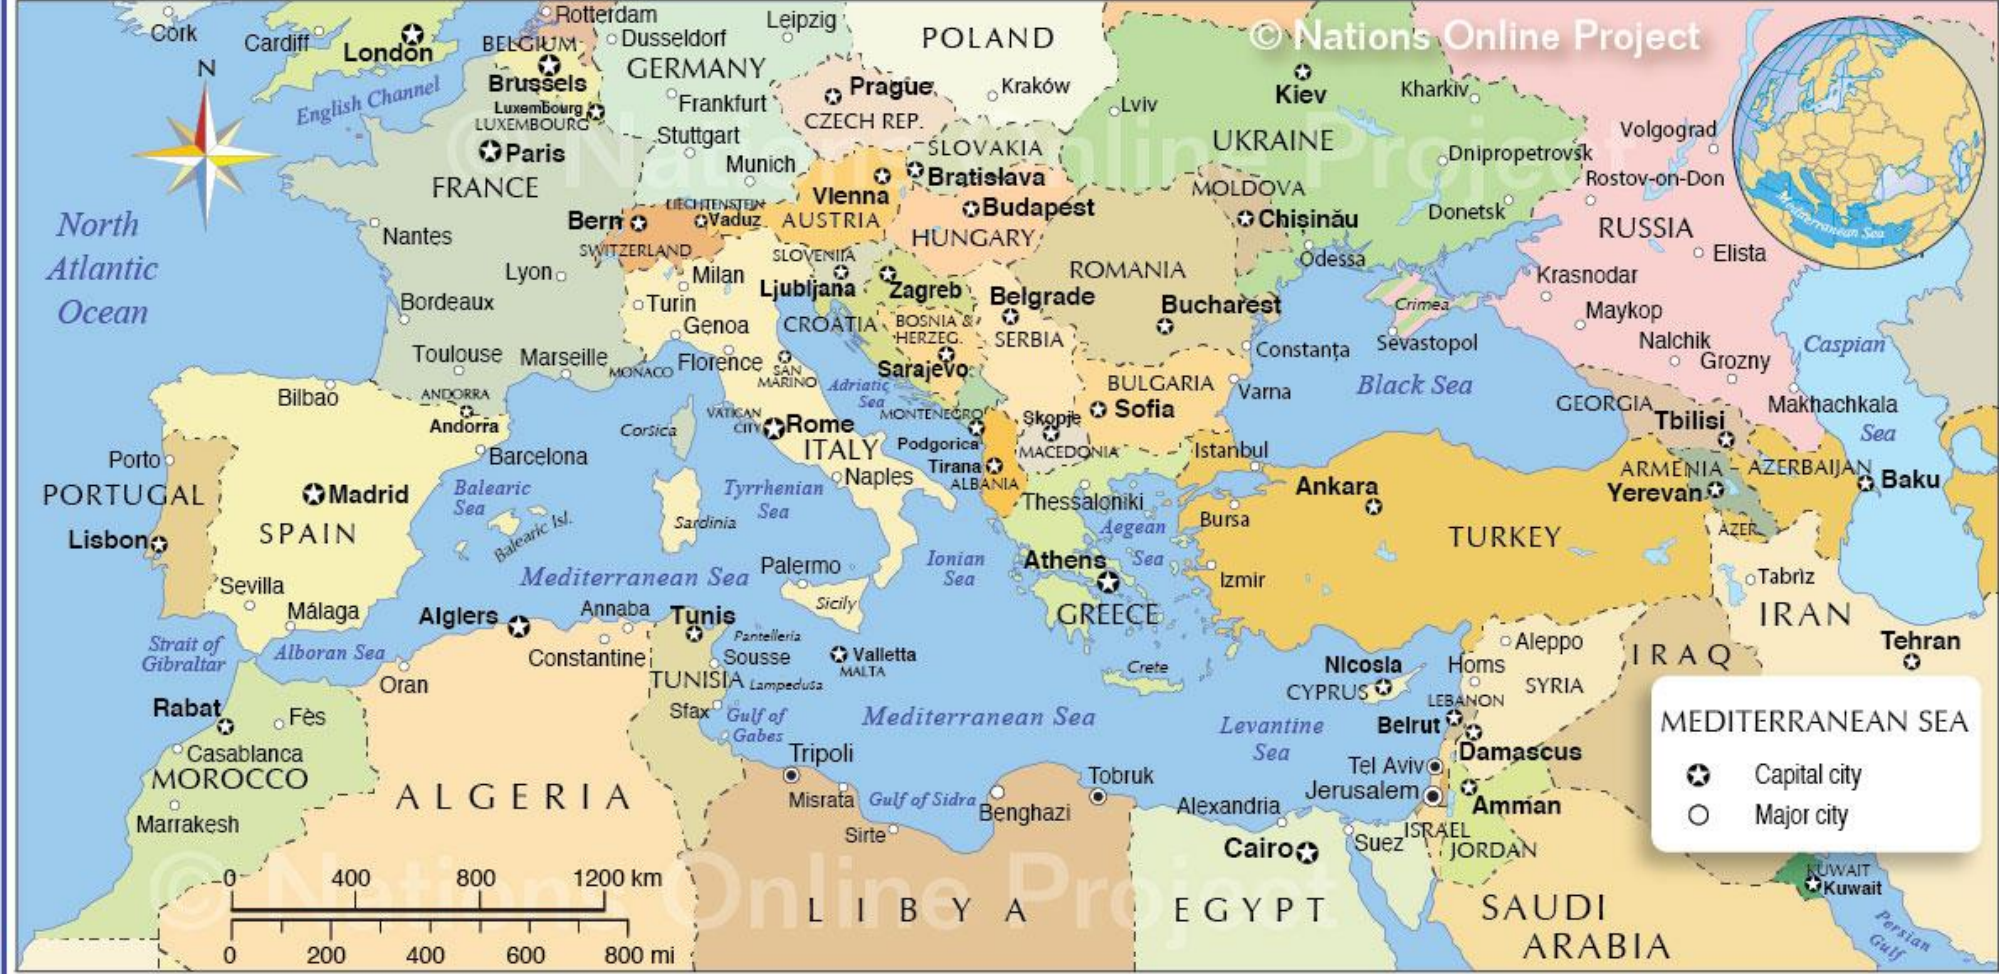 © Nations Online Project
Cork
Cardiff
London
English Channel
N
Rotterdam
BELGIUM
Brussels
Luxembourg
LUXEMBOURG
Dusseldorf
GERMANY
Frankfurt
Stuttgart
Munich
Leipzig
POLAND
Kraków
Prague
CZECH REP.
SLOVAKIA
Bratislava
Vienna
AUSTRIA
Budapest
HUNGARY
Lviv
Kiev
UKRAINE
Kharkiv
Dnipropetrovsk
Donetsk
MOLDOVA
Chișinău
Odessa
Volgograd
Rostov-on-Don
RUSSIA
Elista
Krasnodar
Maykop
Nalchik
Grozny
Makhachkala
Caspian
Sea
Mediterranean Sea
North
Atlantic
Ocean
Paris
FRANCE
Nantes
Lyon
Bordeaux
Toulouse
Marseille
MONACO
Bern
SWITZERLAND
LIECHTENSTEIN
Vaduz
Milan
Turin
Genoa
Florence
SAN
MARINO
SLOVENIIA
Ljubljana
Zagreb
CROATIA
BOSNIA &
HERZEG.
Sarajevo
Belgrade
SERBIA
ROMANIA
Bucharest
Constanţa
Crimea
Sevastopol
Black Sea
BULGARIA
Sofia
Varna
Adriatic
Sea
MONTENEGRO
Podgorica
Skopje
MACEDONIA
Tirana
ALBANIA
VATICAN
CITY
Rome
ITALY
Naples
Corsica
Sardinia
Tyrrhenian
Sea
Palermo
Sicily
Ionian
Sea
Bilbao
ANDORRA
Andorra
Barcelona
Porto
PORTUGAL
Lisbon
Madrid
SPAIN
Sevilla
Málaga
Balearic
Sea
Balearic Isl.
Mediterranean Sea
Strait of
Gibraltar
Alboran Sea
Thessaloniki
Aegean
Sea
Athens
GREECE
Crete
Istanbul
Bursa
Izmir
Ankara
TURKEY
GEORGIA
Tbilisi
ARMENIA
Yerevan
AZERBAIJAN
AZER.
Baku
Tabriz
IRAN
Tehran
IRAQ
Aleppo
Homs
SYRIA
Nicosia
CYPRUS
LEBANON
Beirut
Damascus
Tel Aviv
Jerusalem
ISRAEL
Amman
JORDAN
Levantine
Sea
Rabat
Fès
Casablanca
MOROCCO
Marrakesh
Oran
Algiers
Annaba
Constantine
ALGERIA
Tunis
Sousse
TUNISIA
Sfax
Pantelleria
Lampedusa
Valletta
MALTA
Gulf of
Gabes
Mediterranean Sea
Tripoli
Misrata
Gulf of Sidra
Sirte
Benghazi
Tobruk
LIBYA
Alexandria
Cairo
Suez
EGYPT
SAUDI
ARABIA
KUWAIT
Kuwait
Persian
Gulf
MEDITERRANEAN SEA
Capital city
Major city
0 400 800 1200 km
0 200 400 600 800 mi
© Nations Online Project
© Nations Online Project